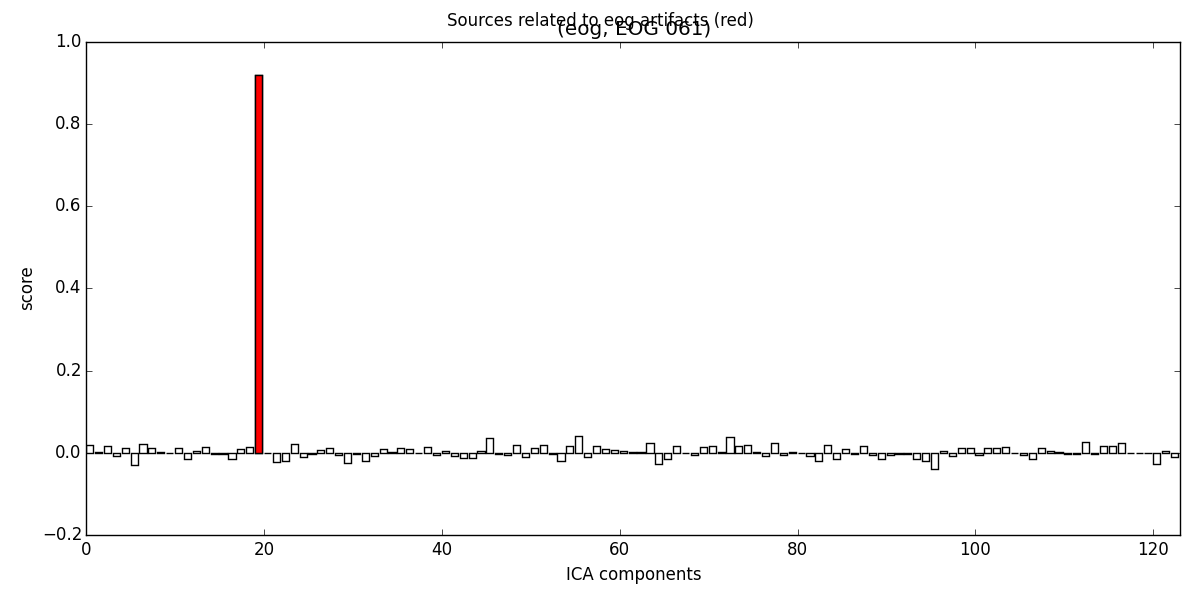 Sources related to eog artifacts (red)
(eog, EOG 061)
1.0
0.8
0.6
0.4
0.2
0.0
−0.2
score
0 20 40 60 80 100 120
ICA components